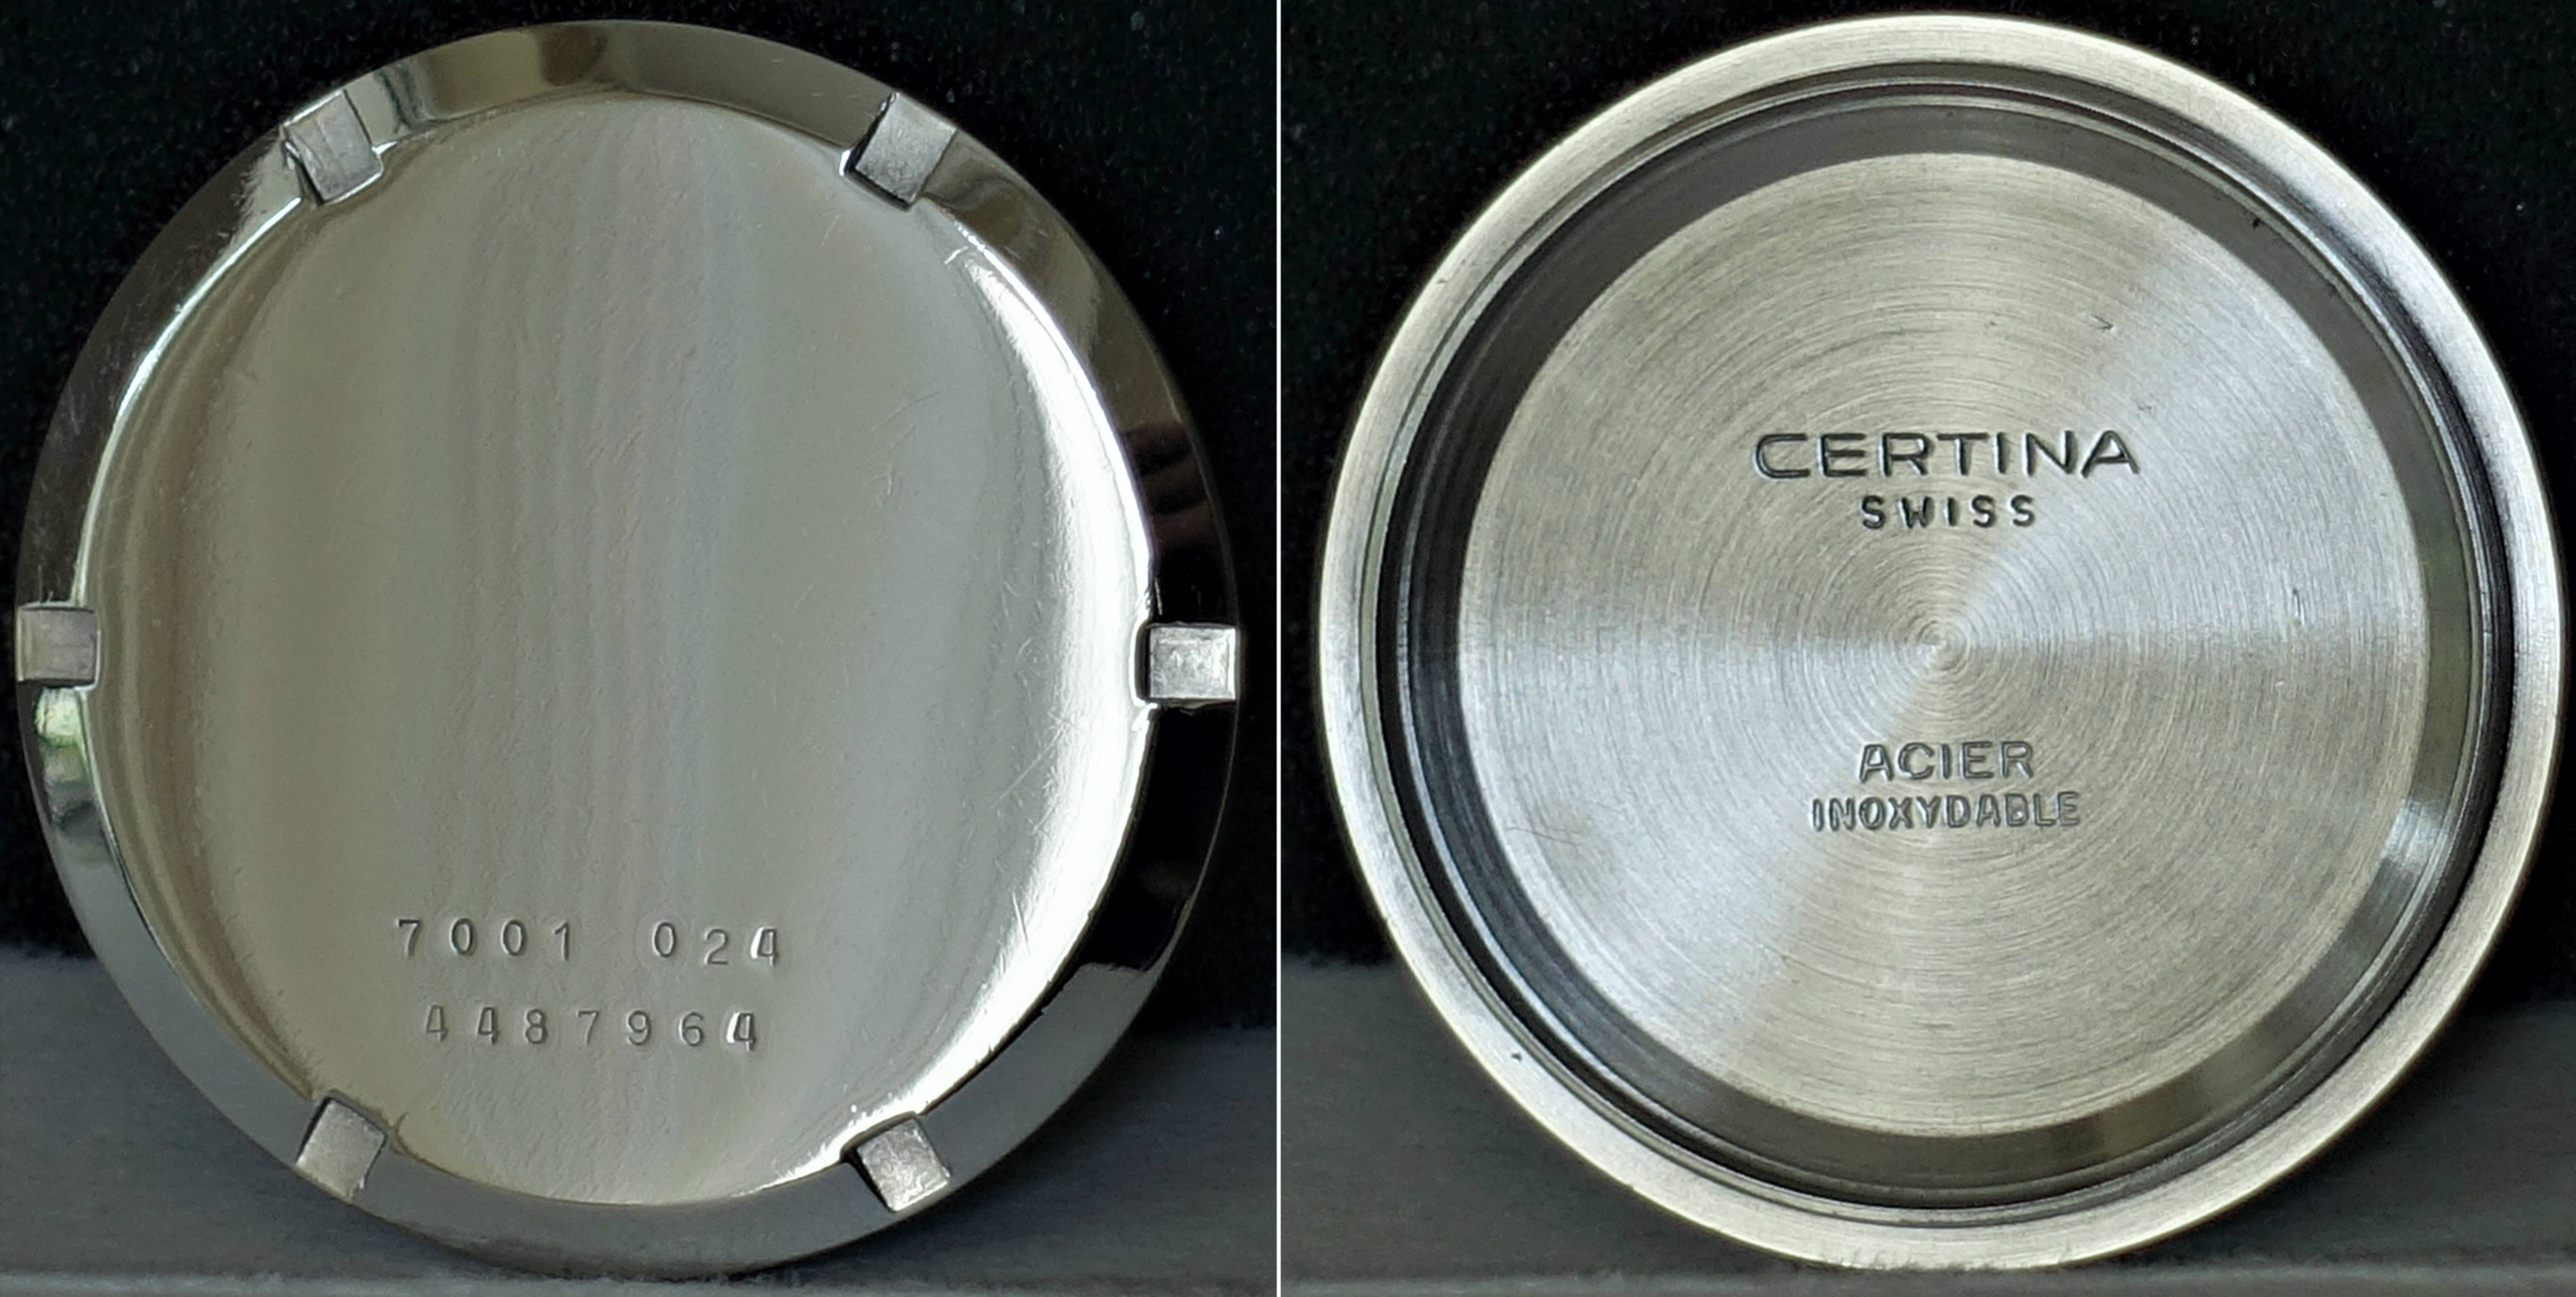 7001 024
4487964
CERTINA
SWISS
ACIER
INOXYDABLE